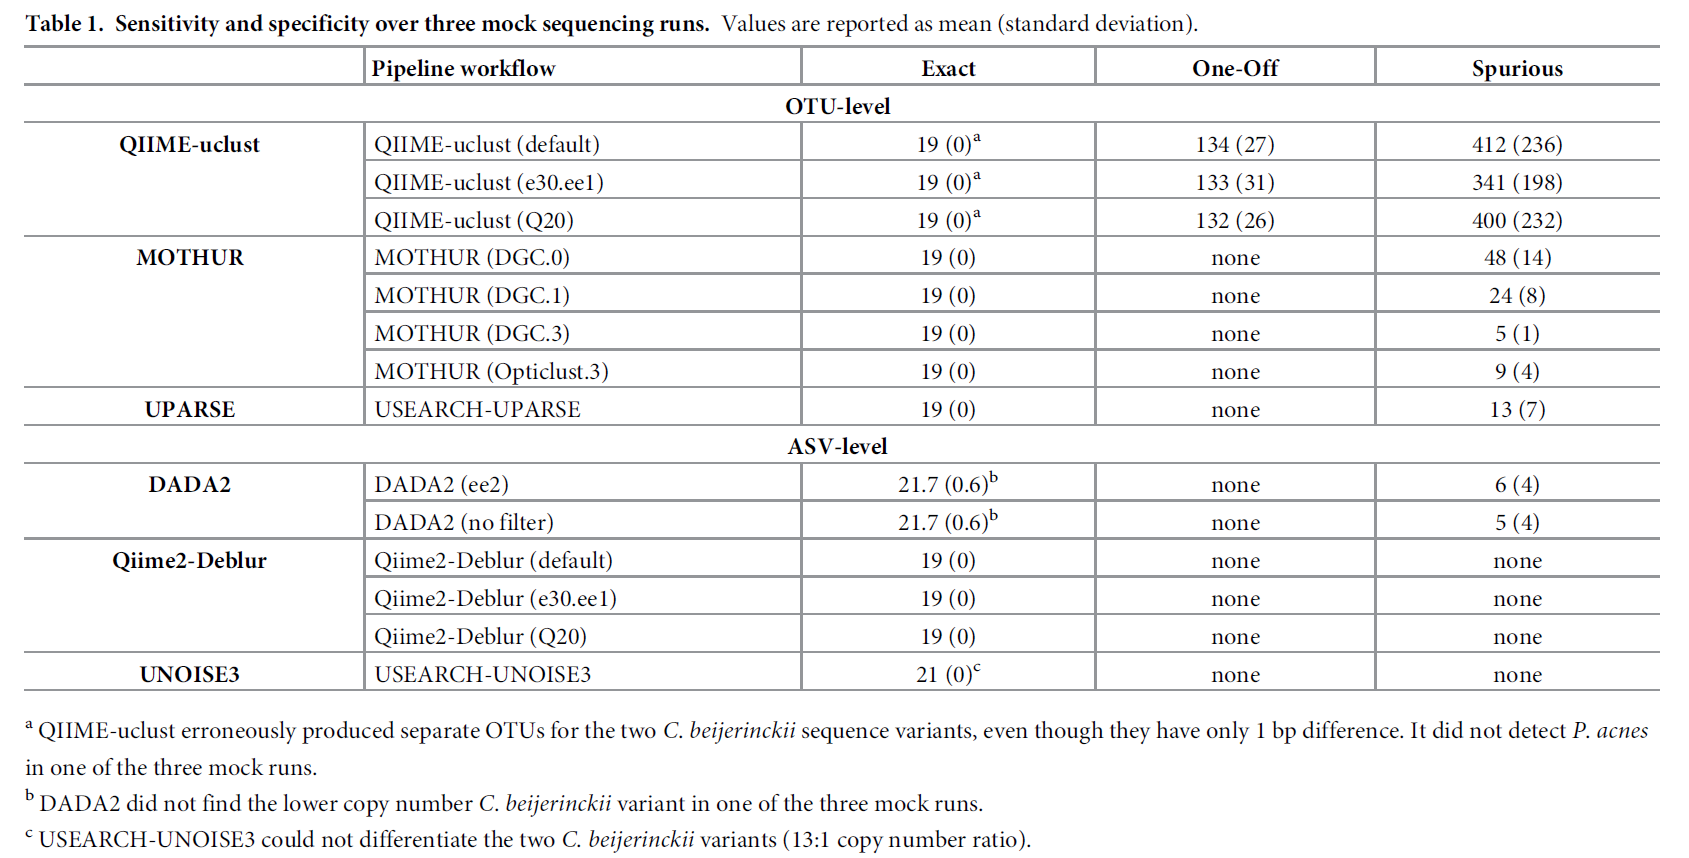 Table 1. Sensitivity and specificity over three mock sequencing runs. Values are reported as mean (standard deviation).
Pipeline workflow Exact One-Off Spurious
OTU-level
QIIME-uclust QIIME-uclust (default) 19 (0)a 134 (27) 412 (236)
QIIME-uclust (e30.ee1) 19 (0)a 133 (31) 341 (198)
QIIME-uclust (Q20) 19 (0)a 132 (26) 400 (232)
MOTHUR MOTHUR (DGC.0) 19 (0) none 48 (14)
MOTHUR (DGC.1) 19 (0) none 24 (8)
MOTHUR (DGC.3) 19 (0) none 5 (1)
MOTHUR (Opticlust.3) 19 (0) none 9 (4)
UPARSE USEARCH-UPARSE 19 (0) none 13 (7)
ASV-level
DADA2 DADA2 (ee2) 21.7 (0.6)b none 6 (4)
DADA2 (no filter) 21.7 (0.6)b none 5 (4)
Qiime2-Deblur Qiime2-Deblur (default) 19 (0) none none
Qiime2-Deblur (e30.ee1) 19 (0) none none
Qiime2-Deblur (Q20) 19 (0) none none
UNOISE3 USEARCH-UNOISE3 21 (0)c none none
a QIIME-uclust erroneously produced separate OTUs for the two C. beijerinckii sequence variants, even though they have only 1 bp difference. It did not detect P. acnes
in one of the three mock runs.
b DADA2 did not find the lower copy number C. beijerinckii variant in one of the three mock runs.
c USEARCH-UNOISE3 could not differentiate the two C. beijerinckii variants (13:1 copy number ratio).